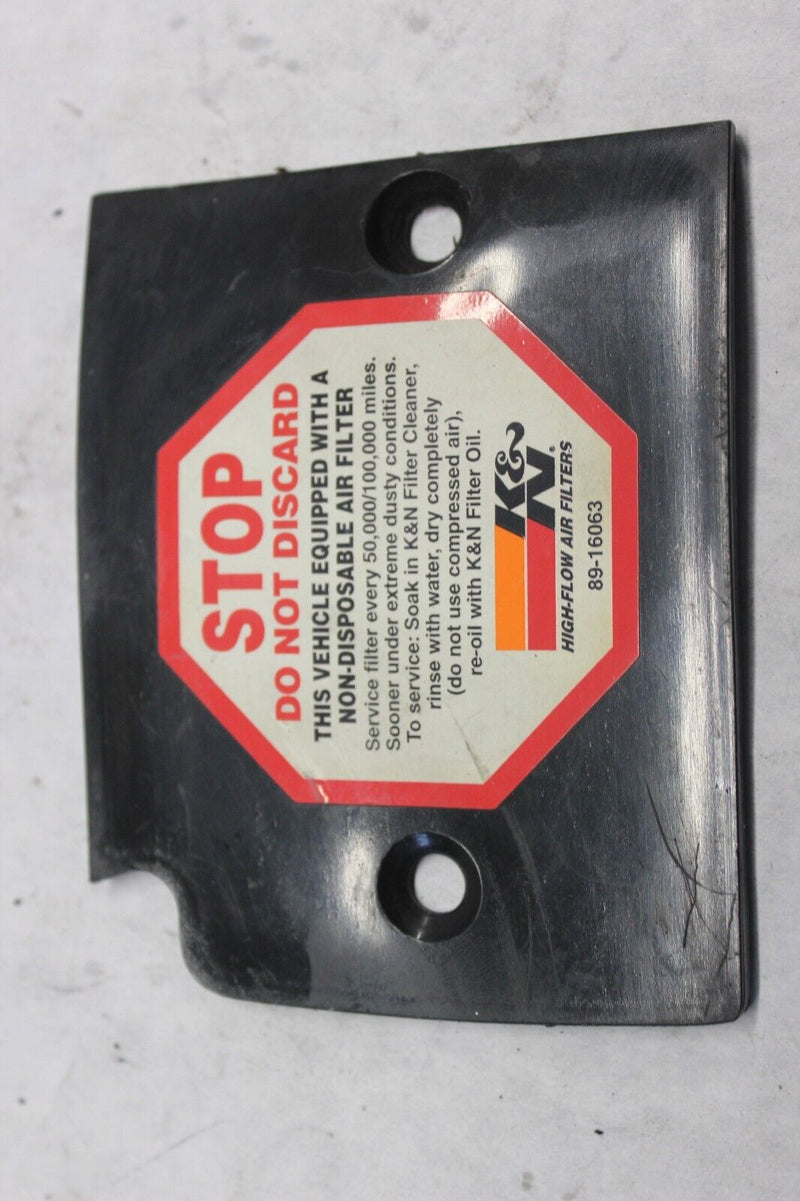 STOP
DO NOT DISCARD
THIS VEHICLE EQUIPPED WITH A
NON-DISPOSABLE AIR FILTER
Service filter every 50,000/100,000 miles.
Sooner under extreme dusty conditions.
To service: Soak in K&N Filter Cleaner,
rinse with water, dry completely
(do not use compressed air),
re-oil with K&N Filter Oil.
K&N®
HIGH-FLOW AIR FILTERS
89-16063